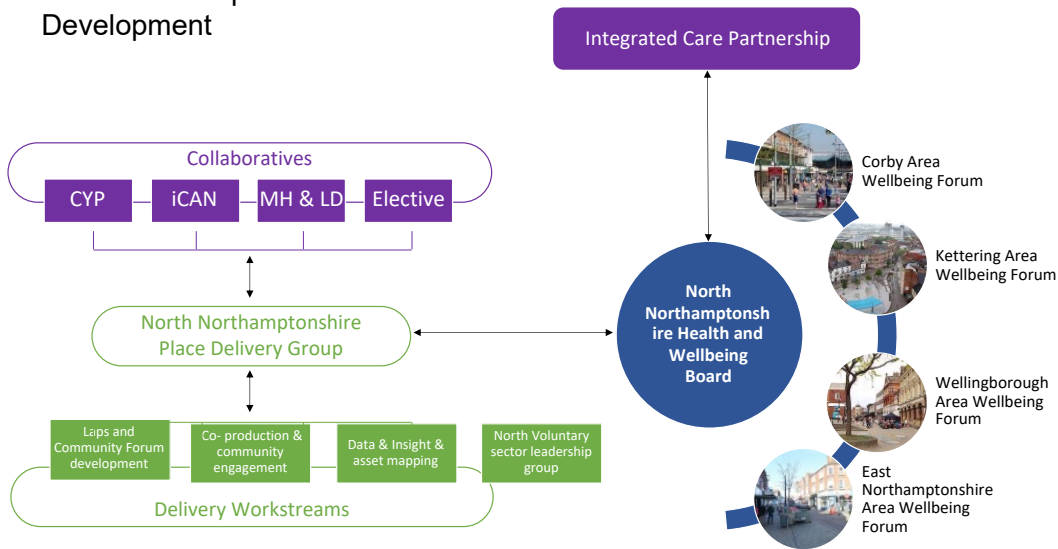 Development
Integrated Care Partnership
Collaboratives
CYP
iCAN
MH & LD
Elective
North Northamptonshire
Place Delivery Group
Laps and
Community Forum
development
Co- production &
community
engagement
Data & Insight &
asset mapping
North Voluntary
sector leadership
group
Delivery Workstreams
North
Northamptonsh
ire Health and
Wellbeing
Board
Corby Area
Wellbeing Forum
Kettering Area
Wellbeing Forum
Wellingborough
Area Wellbeing
Forum
East
Northamptonshire
Area Wellbeing
Forum